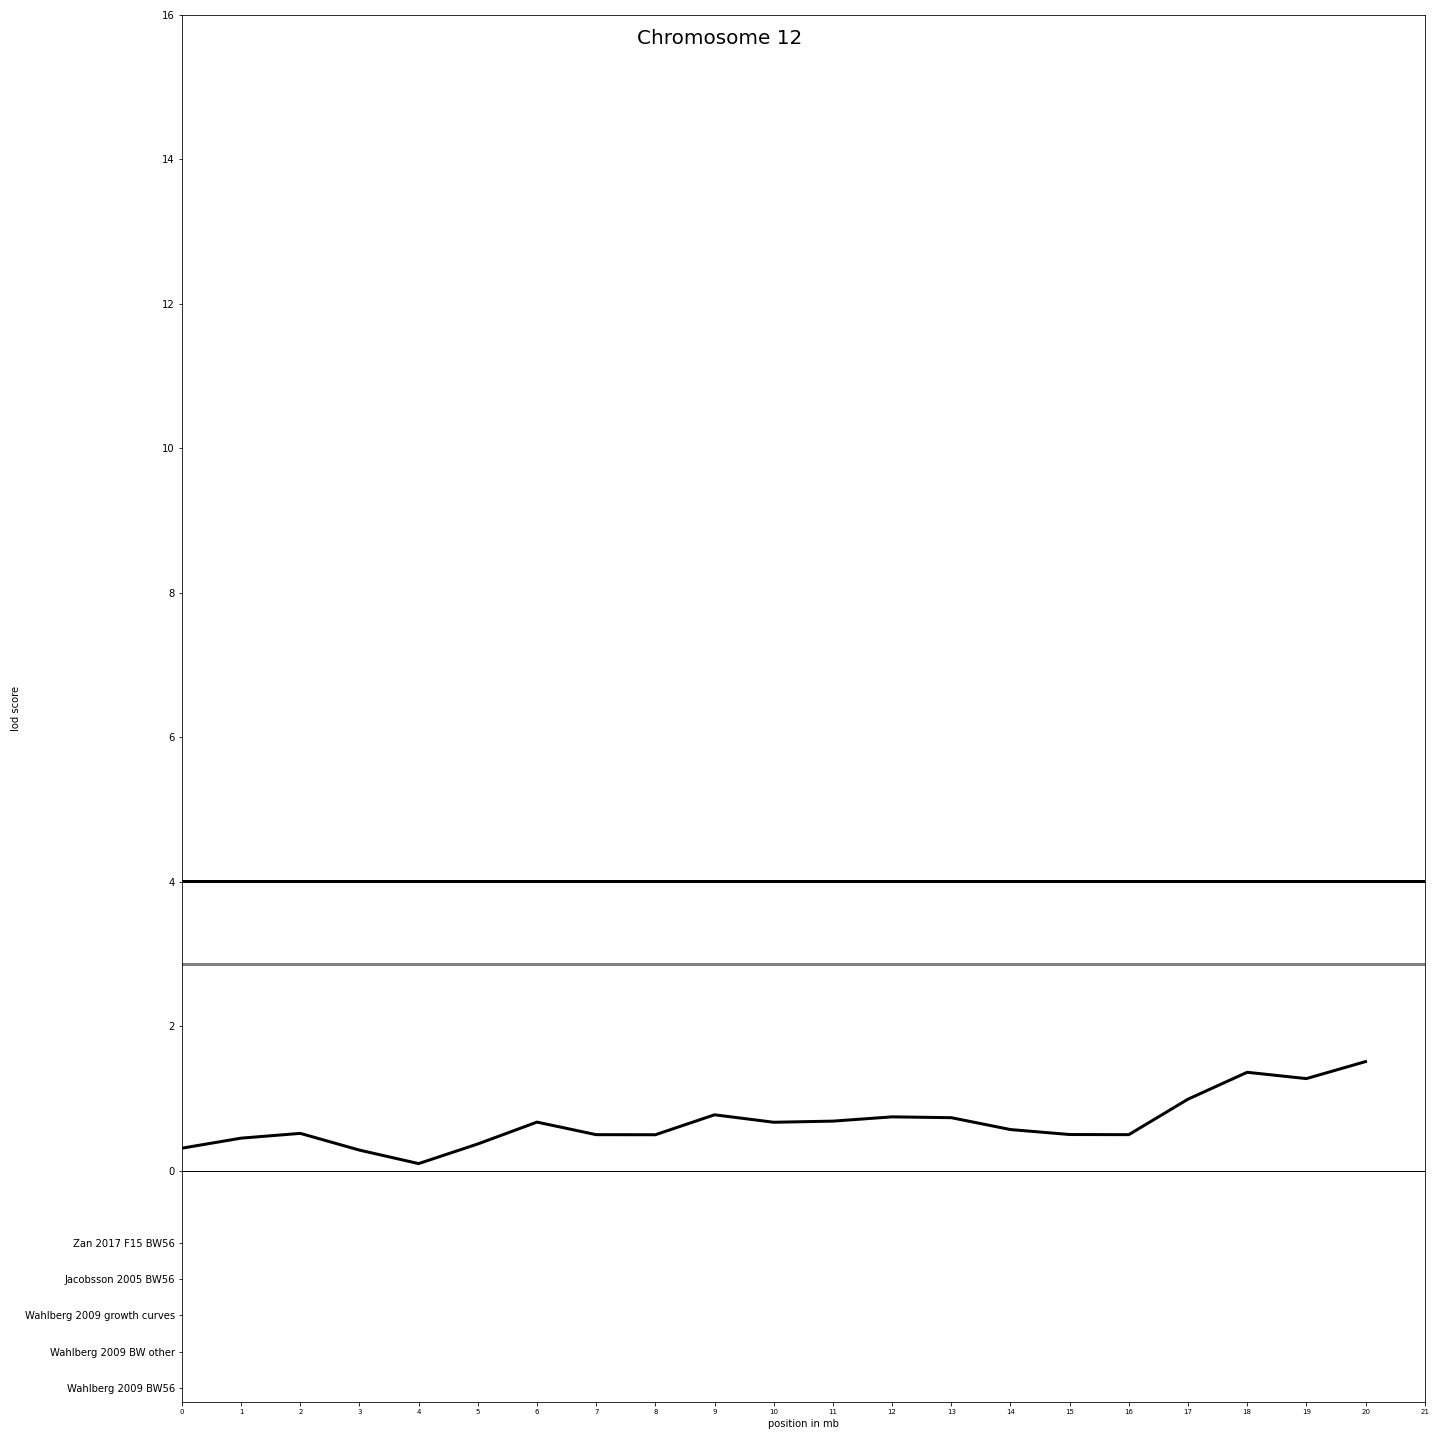 Chromosome 12
16
14
12
10
8
6
4
2
0
lod score
Zan 2017 F15 BW56
Jacobsson 2005 BW56
Wahlberg 2009 growth curves
Wahlberg 2009 BW other
Wahlberg 2009 BW56
0 1 2 3 4 5 6 7 8 9 10 11 12 13 14 15 16 17 18 19 20 21
position in mb